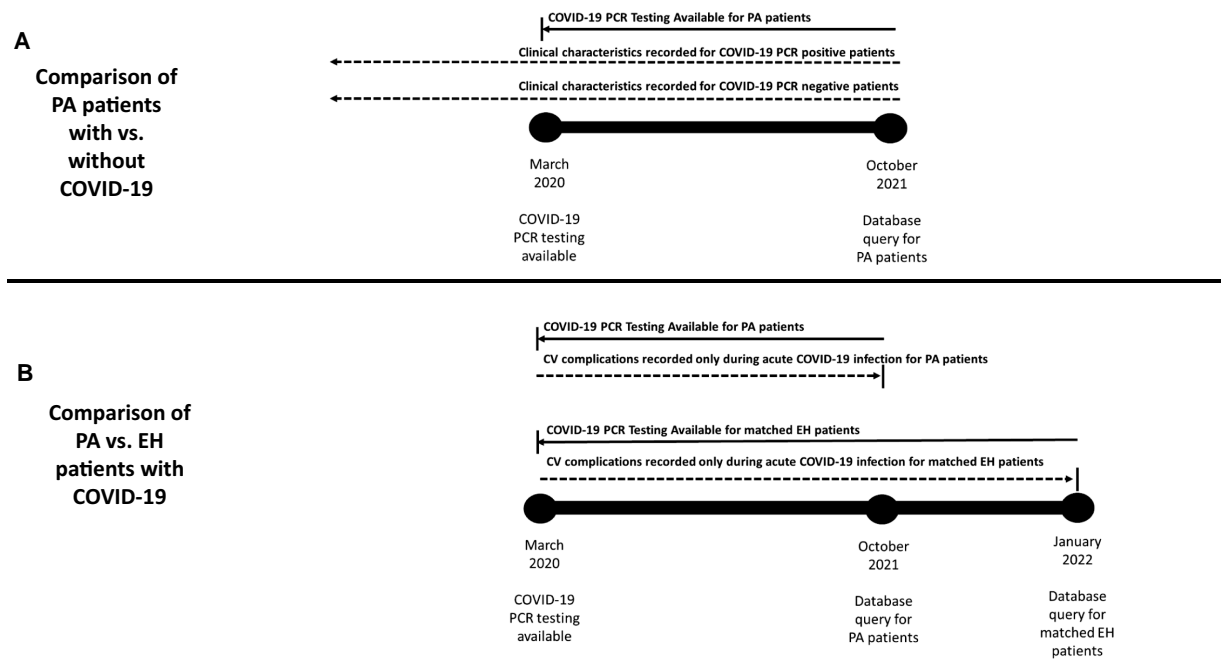 A
Comparison of
PA patients
with vs.
without
COVID-19
COVID-19 PCR Testing Available for PA patients
Clinical characteristics recorded for COVID-19 PCR positive patients
Clinical characteristics recorded for COVID-19 PCR negative patients
March
2020
COVID-19
PCR testing
available
October
2021
Database
query for
PA patients
B
Comparison of
PA vs. EH
patients with
COVID-19
COVID-19 PCR Testing Available for PA patients
CV complications recorded only during acute COVID-19 infection for PA patients
COVID-19 PCR Testing Available for matched EH patients
CV complications recorded only during acute COVID-19 infection for matched EH patients
March
2020
COVID-19
PCR testing
available
October
2021
Database
query for
PA patients
January
2022
Database
query for
matched EH
patients